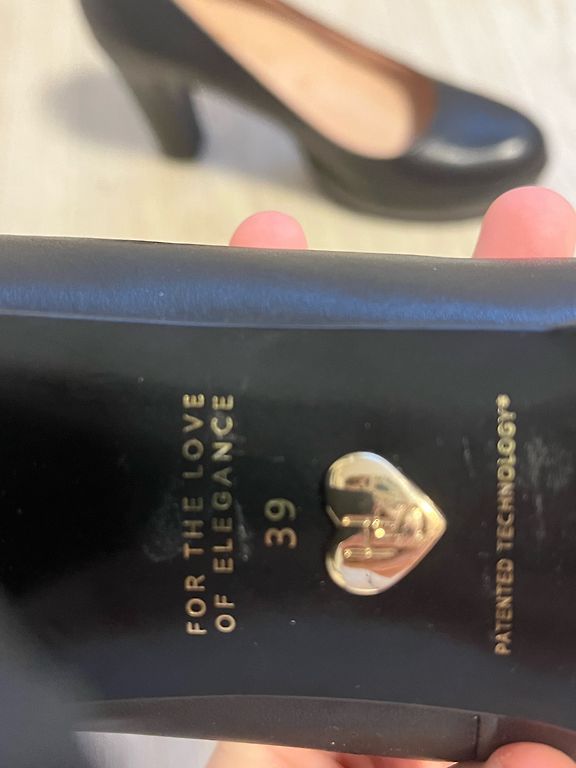 FOR THE LOVE
OF ELEGANCE
39
PATENTED TECHNOLOGY®